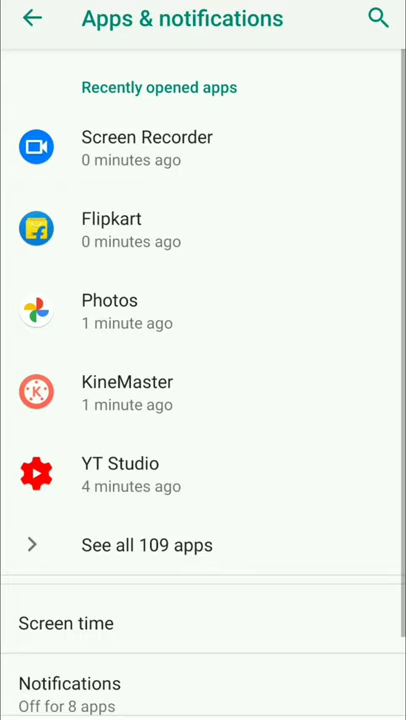 Apps & notifications
Recently opened apps
Screen Recorder
0 minutes ago
Flipkart
0 minutes ago
Photos
1 minute ago
KineMaster
1 minute ago
YT Studio
4 minutes ago
See all 109 apps
Screen time
Notifications
Off for 8 apps